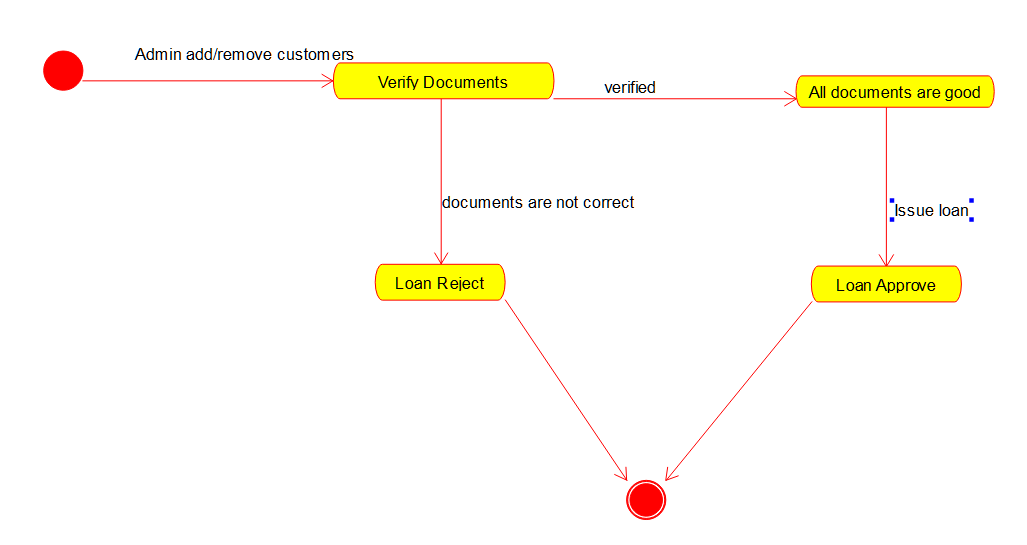 Admin add/remove customers
Verify Documents
verified
All documents are good
documents are not correct
Issue loan
Loan Reject
Loan Approve